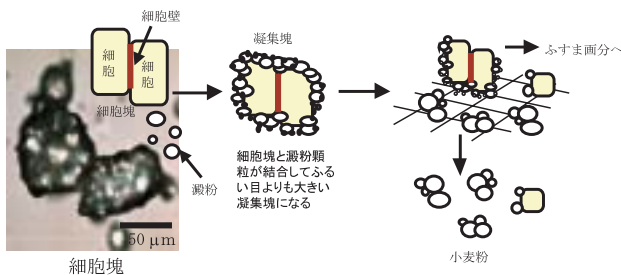 細胞壁
細胞
細胞
細胞塊
澱粉
50 μm
細胞塊
凝集塊
細胞塊と澱粉顆
粒が結合してふる
い目よりも大きい
凝集塊になる
ふすま画分へ
小麦粉